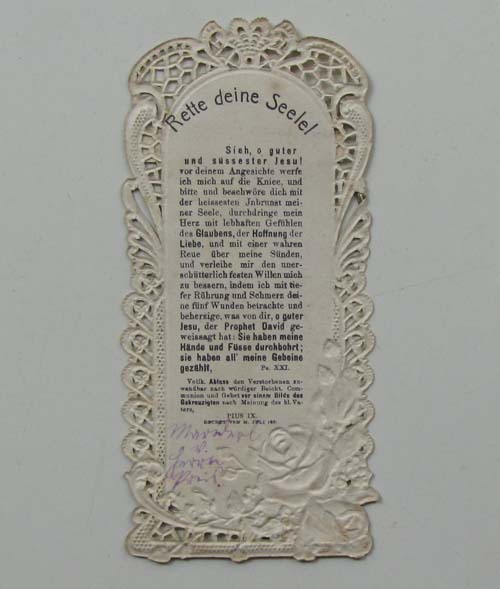 Rette deine Seele!
Sieh, o guter
und süssester Jesu!
vor deinem Angesichte werfe
ich mich auf die Kniee, und
bitte und beschwöre dich mit
der heissesten Jnbrunst mei-
ner Seele, durchdringe mein
Herz mit lebhaften Gefühlen
des Glaubens, der Hoffnung der
Liebe, und mit einer wahren
Reue über meine Sünden,
und verleihe mir den uner-
schütterlich festen Willen mich
zu bessern, indem ich mit tie-
fer Rührung und Schmerz dei-
ne fünf Wunden betrachte und
beherzige, was von dir, o guter
Jesu, der Prophet David ge-
weissagt hat: Sie haben meine
Hände und Füsse durchbohrt;
sie haben all' meine Gebeine
gezählt, Ps. XXI.
Vollk. Ablass den Verstorbenen zu-
wendbar nach würdiger Beicht, Com-
munion und Gebet vor einem Bilde des
Gekreuzigten nach Meinung des hl. Va-
ters,
PIUS IX.
DECRET VOM 31. JULI